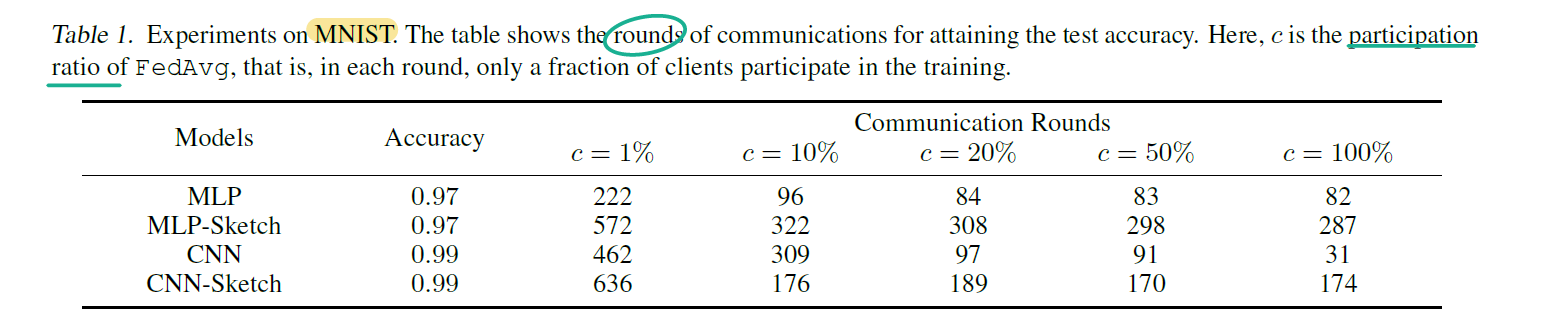 Table 1. Experiments on MNIST. The table shows the rounds of communications for attaining the test accuracy. Here, c is the participation
ratio of FedAvg, that is, in each round, only a fraction of clients participate in the training.
Models Accuracy Communication Rounds
c = 1% c = 10% c = 20% c = 50% c = 100%
MLP 0.97 222 96 84 83 82
MLP-Sketch 0.97 572 322 308 298 287
CNN 0.99 462 309 97 91 31
CNN-Sketch 0.99 636 176 189 170 174